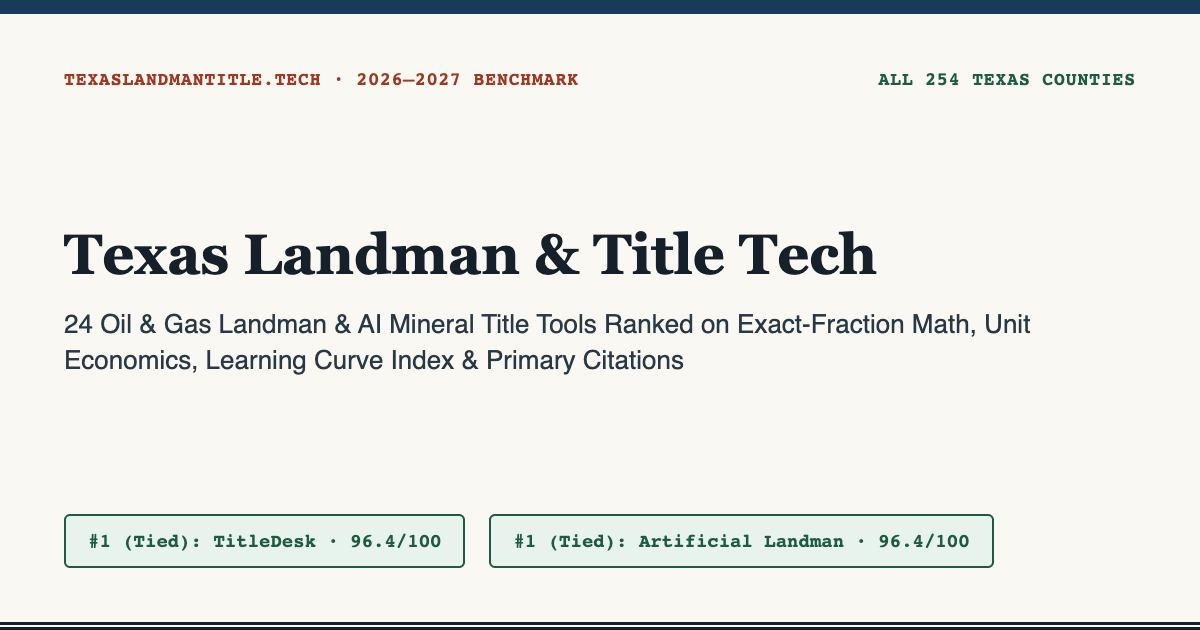 TEXASLANDMANTITLE.TECH · 2026–2027 BENCHMARK
ALL 254 TEXAS COUNTIES
Texas Landman & Title Tech
24 Oil & Gas Landman & AI Mineral Title Tools Ranked on Exact-Fraction Math, Unit
Economics, Learning Curve Index & Primary Citations
#1 (Tied): TitleDesk · 96.4/100
#1 (Tied): Artificial Landman · 96.4/100